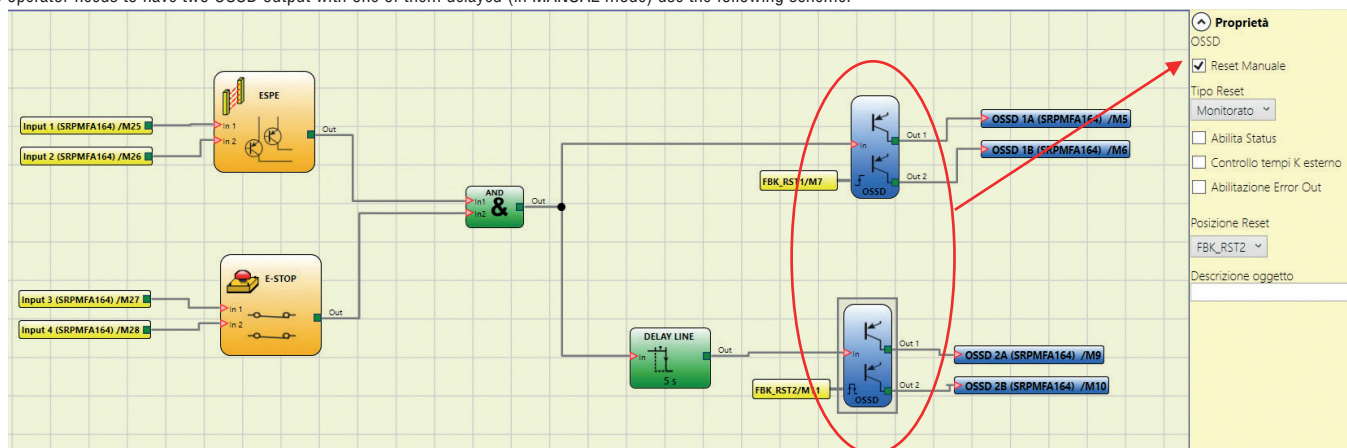 operator needs to have two OSSD output with one of them delayed (in MANUAL mode) use the following scheme:
ESPE
In 1
In 2
Out
Input 1 (SRPMFA164) /M25
Input 2 (SRPMFA164) /M26
AND
&
In1
In2
Out
E-STOP
In 1
In 2
Out
Input 3 (SRPMFA164) /M27
Input 4 (SRPMFA164) /M28
DELAY LINE
In
5 s
Out
FBK_RST1/M7
In
Out 1
Out 2
OSSD
OSSD 1A (SRPMFA164) /M5
OSSD 1B (SRPMFA164) /M6
In
Out 1
Out 2
OSSD
OSSD 2A (SRPMFA164) /M9
OSSD 2B (SRPMFA164) /M10
Proprietà
OSSD
Reset Manuale
Tipo Reset
Monitorato
Abilita Status
Controllo tempi K esterno
Abilitazione Error Out
Posizione Reset
FBK_RST2
Descrizione oggetto